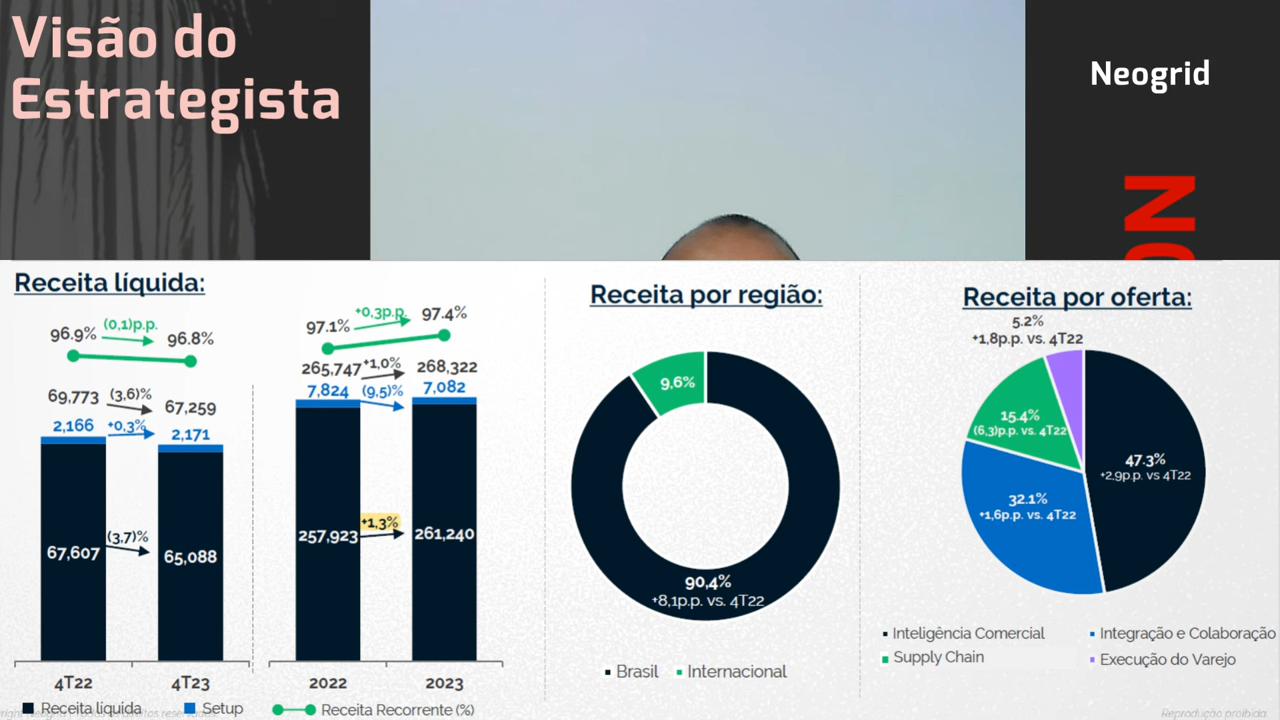 Visão do
Estrategista
Neogrid
ON
Receita líquida:
96.9% (0,1)p.p. 96.8%
69,773 (3,6)% 67,259
2,166 +0,3% 2,171
67,607 (3,7)% 65,088
4T22 4T23
97.1% +0,3p.p. 97.4%
265,747 +1,0% 268,322
7,824 (9,5)% 7,082
257,923 +1,3% 261,240
2022 2023
Receita líquida Setup Receita Recorrente (%)
Receita por região:
9,6%
90,4%
+8,1p.p. vs. 4T22
Brasil Internacional
Receita por oferta:
5.2%
+1,8p.p. vs. 4T22
15.4%
(6,3)p.p. vs. 4T22
47.3%
+2,9p.p. vs 4T22
32.1%
+1,6p.p. vs. 4T22
Inteligência Comercial Integração e Colaboração
Supply Chain Execução do Varejo
Reprodução proibida.